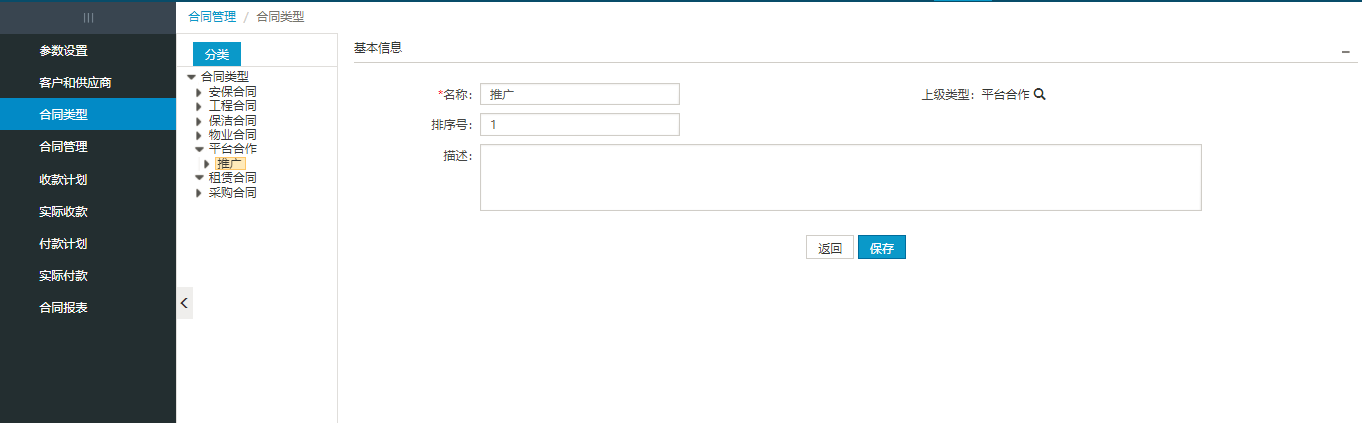 合同管理 / 合同类型
参数设置
客户和供应商
合同类型
合同管理
收款计划
实际收款
付款计划
实际付款
合同报表
分类
合同类型
安保合同
工程合同
保洁合同
物业合同
平台合作
推广
租赁合同
采购合同
基本信息
*名称: 推广
上级类型: 平台合作
排序号: 1
描述:
返回 保存